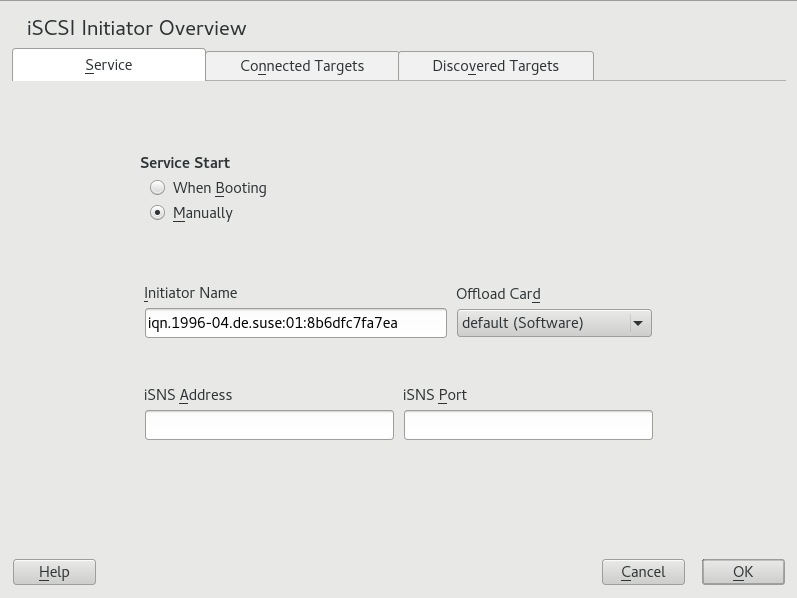 iSCSI Initiator Overview
Service Connected Targets Discovered Targets
Service Start
When Booting
Manually
Initiator Name Offload Card
iqn.1996-04.de.suse:01:8b6dfc7fa7ea default (Software)
iSNS Address iSNS Port
Help Cancel OK